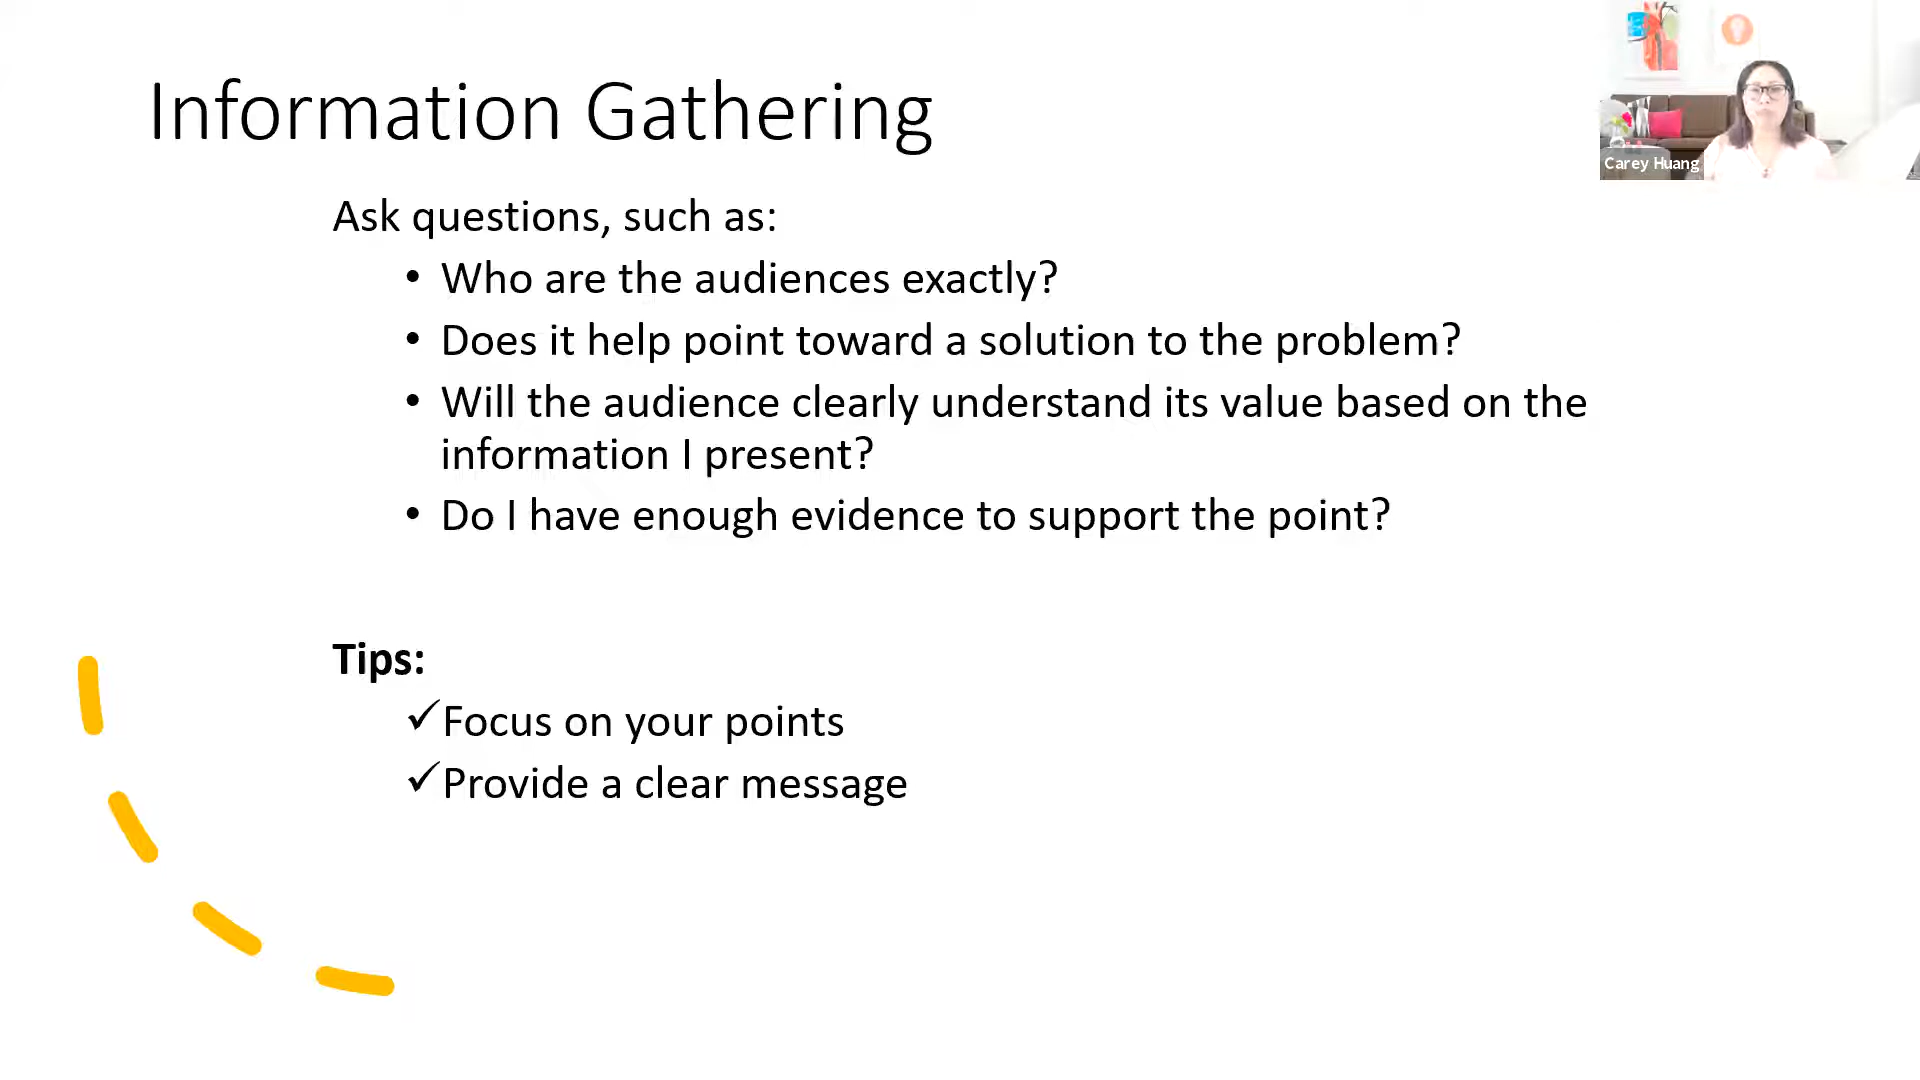 Information Gathering
Carey Huang
Ask questions, such as:
• Who are the audiences exactly?
• Does it help point toward a solution to the problem?
• Will the audience clearly understand its value based on the
information I present?
• Do I have enough evidence to support the point?
Tips:
✓Focus on your points
✓Provide a clear message